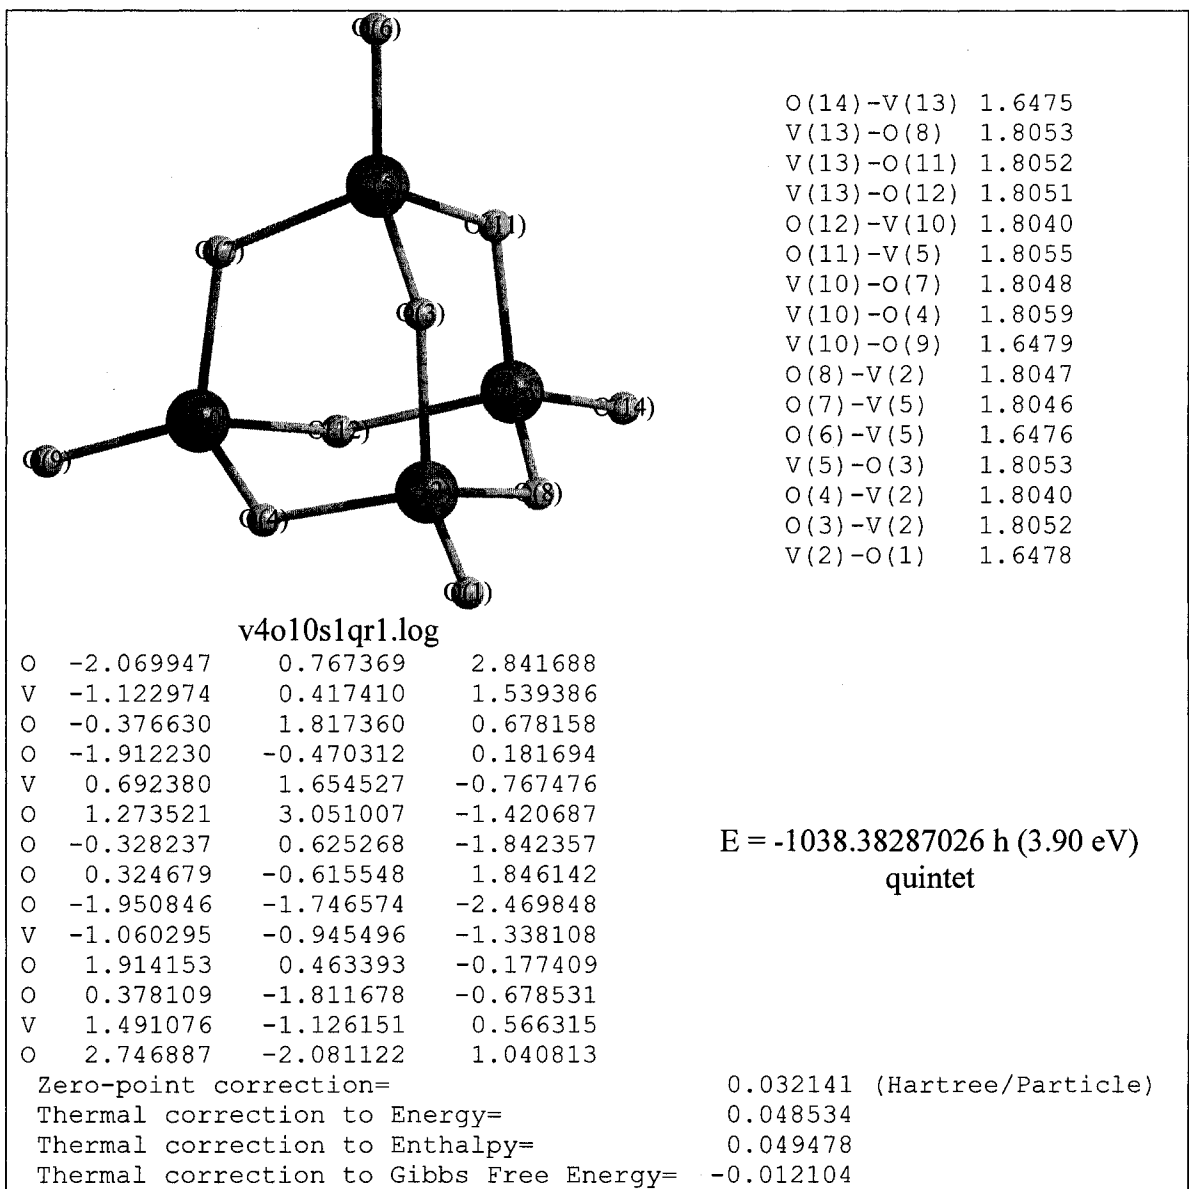 O(14)-V(13) 1.6475
V(13)-O(8) 1.8053
V(13)-O(11) 1.8052
V(13)-O(12) 1.8051
O(12)-V(10) 1.8040
O(11)-V(5) 1.8055
V(10)-O(7) 1.8048
V(10)-O(4) 1.8059
V(10)-O(9) 1.6479
O(8)-V(2) 1.8047
O(7)-V(5) 1.8046
O(6)-V(5) 1.6476
V(5)-O(3) 1.8053
O(4)-V(2) 1.8040
O(3)-V(2) 1.8052
V(2)-O(1) 1.6478
v4o10s1qr1.log
O -2.069947 0.767369 2.841688
V -1.122974 0.417410 1.539386
O -0.376630 1.817360 0.678158
O -1.912230 -0.470312 0.181694
V 0.692380 1.654527 -0.767476
O 1.273521 3.051007 -1.420687
O -0.328237 0.625268 -1.842357
O 0.324679 -0.615548 1.846142
O -1.950846 -1.746574 -2.469848
V -1.060295 -0.945496 -1.338108
O 1.914153 0.463393 -0.177409
O 0.378109 -1.811678 -0.678531
V 1.491076 -1.126151 0.566315
O 2.746887 -2.081122 1.040813
E = -1038.38287026 h (3.90 eV)
quintet
Zero-point correction= 0.032141 (Hartree/Particle)
Thermal correction to Energy= 0.048534
Thermal correction to Enthalpy= 0.049478
Thermal correction to Gibbs Free Energy= -0.012104